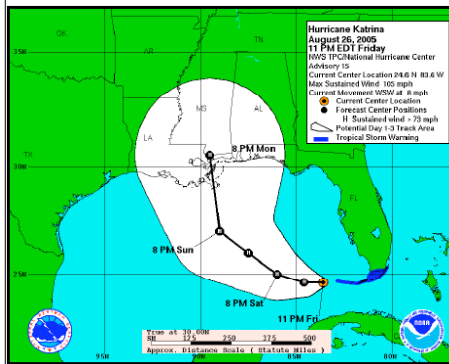 Hurricane Katrina
August 26, 2005
11 PM EDT Friday
NWS TPC/National Hurricane Center
Advisory 15
Current Center Location 24.6 N 83.6 W
Max Sustained Wind 105 mph
Current Movement WSW at 8 mph
Current Center Location
Forecast Center Positions
H Sustained wind > 73 mph
Potential Day 1-3 Track Area
Tropical Storm Warning
OK
AR
TN
35N
MS
AL
LA
TX
8 PM Mon
30N
FL
H
8 PM Sun
H
25N
8 PM Sat
11 PM Fri
NOAA
True at 30.00N
SM 125 250 375 500
Approx. Distance Scale ( Statute Miles )
95W
90W
85W
80W